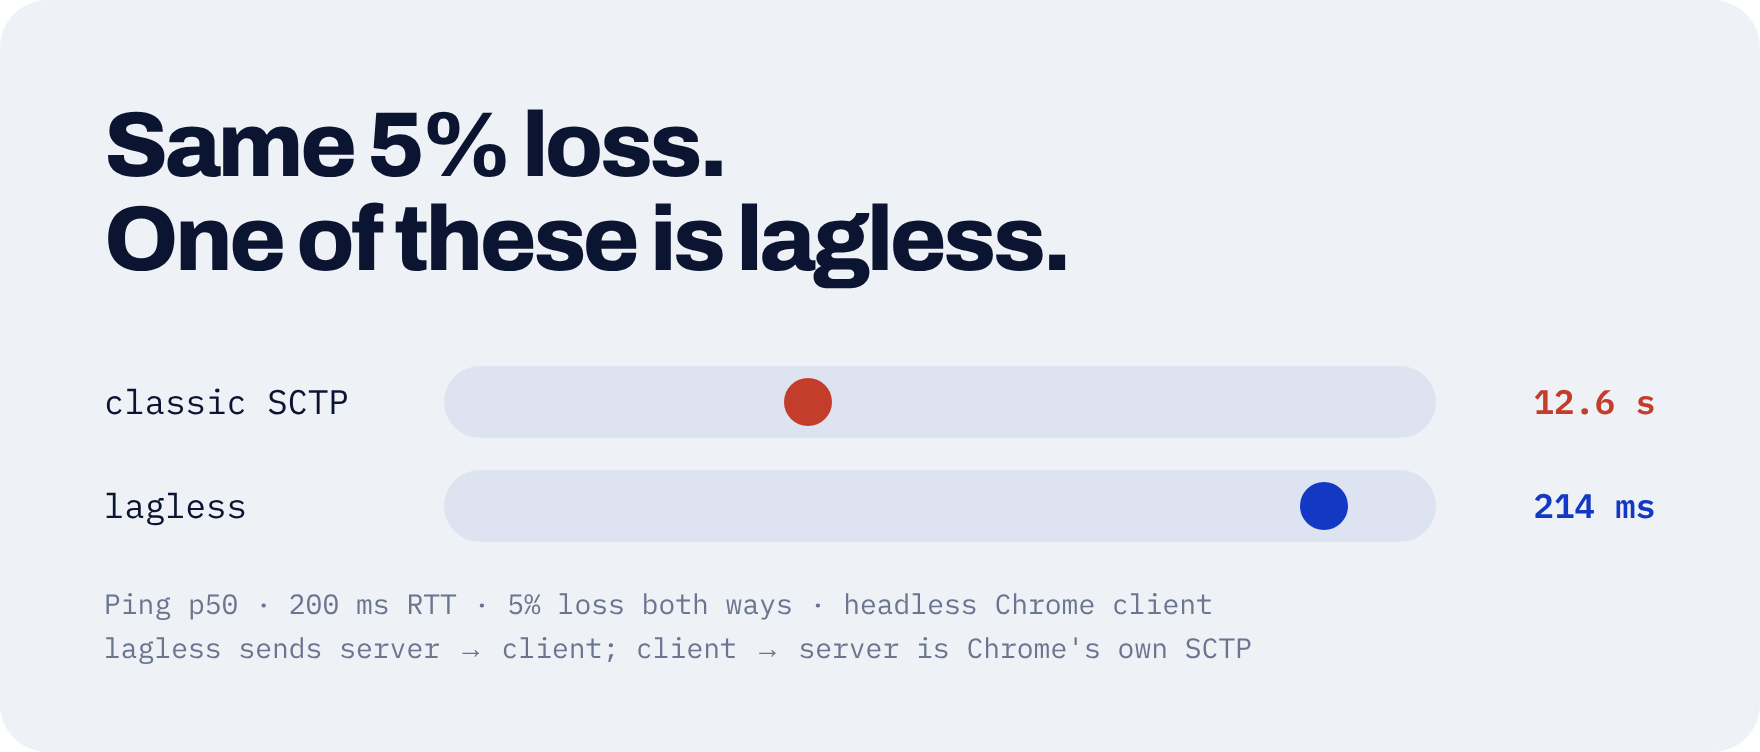 Same 5% loss.
One of these is lagless.
classic SCTP 12.6 s
lagless 214 ms
Ping p50 · 200 ms RTT · 5% loss both ways · headless Chrome client
lagless sends server → client; client → server is Chrome's own SCTP